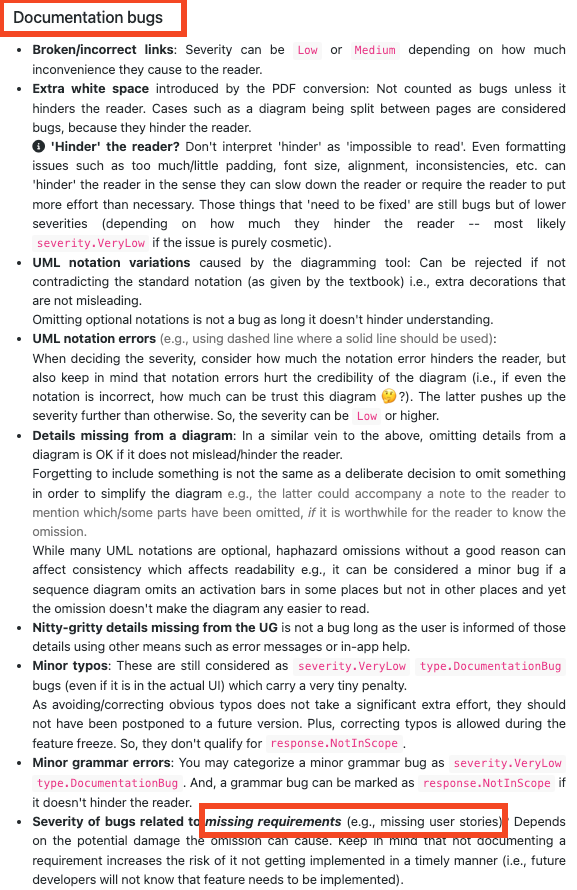 Documentation bugs
• Broken/incorrect links: Severity can be Low or Medium depending on how much
inconvenience they cause to the reader.
• Extra white space introduced by the PDF conversion: Not counted as bugs unless it
hinders the reader. Cases such as a diagram being split between pages are considered
bugs, because they hinder the reader.
'Hinder' the reader? Don't interpret 'hinder' as 'impossible to read'. Even formatting
issues such as too much/little padding, font size, alignment, inconsistencies, etc. can
'hinder' the reader in the sense they can slow down the reader or require the reader to put
more effort than necessary. Those things that 'need to be fixed' are still bugs but of lower
severities (depending on how much they hinder the reader -- most likely
severity.VeryLow if the issue is purely cosmetic).
• UML notation variations caused by the diagramming tool: Can be rejected if not
contradicting the standard notation (as given by the textbook) i.e., extra decorations that
are not misleading.
Omitting optional notations is not a bug as long it doesn't hinder understanding.
• UML notation errors (e.g., using dashed line where a solid line should be used):
When deciding the severity, consider how much the notation error hinders the reader, but
also keep in mind that notation errors hurt the credibility of the diagram (i.e., if even the
notation is incorrect, how much can be trust this diagram 🤔?). The latter pushes up the
severity further than otherwise. So, the severity can be Low or higher.
• Details missing from a diagram: In a similar vein to the above, omitting details from a
diagram is OK if it does not mislead/hinder the reader.
Forgetting to include something is not the same as a deliberate decision to omit something
in order to simplify the diagram e.g., the latter could accompany a note to the reader to
mention which/some parts have been omitted, if it is worthwhile for the reader to know the
omission.
While many UML notations are optional, haphazard omissions without a good reason can
affect consistency which affects readability e.g., it can be considered a minor bug if a
sequence diagram omits an activation bars in some places but not in other places and yet
the omission doesn't make the diagram any easier to read.
• Nitty-gritty details missing from the UG is not a bug long as the user is informed of those
details using other means such as error messages or in-app help.
• Minor typos: These are still considered as severity.VeryLow type.DocumentationBug
bugs (even if it is in the actual UI) which carry a very tiny penalty.
As avoiding/correcting obvious typos does not take a significant extra effort, they should
not have been postponed to a future version. Plus, correcting typos is allowed during the
feature freeze. So, they don't qualify for response.NotInScope .
• Minor grammar errors: You may categorize a minor grammar bug as severity.VeryLow
type.DocumentationBug . And, a grammar bug can be marked as response.NotInScope if
it doesn't hinder the reader.
• Severity of bugs related to missing requirements (e.g., missing user stories)? Depends
on the potential damage the omission can cause. Keep in mind that not documenting a
requirement increases the risk of it not getting implemented in a timely manner (i.e., future
developers will not know that feature needs to be implemented).